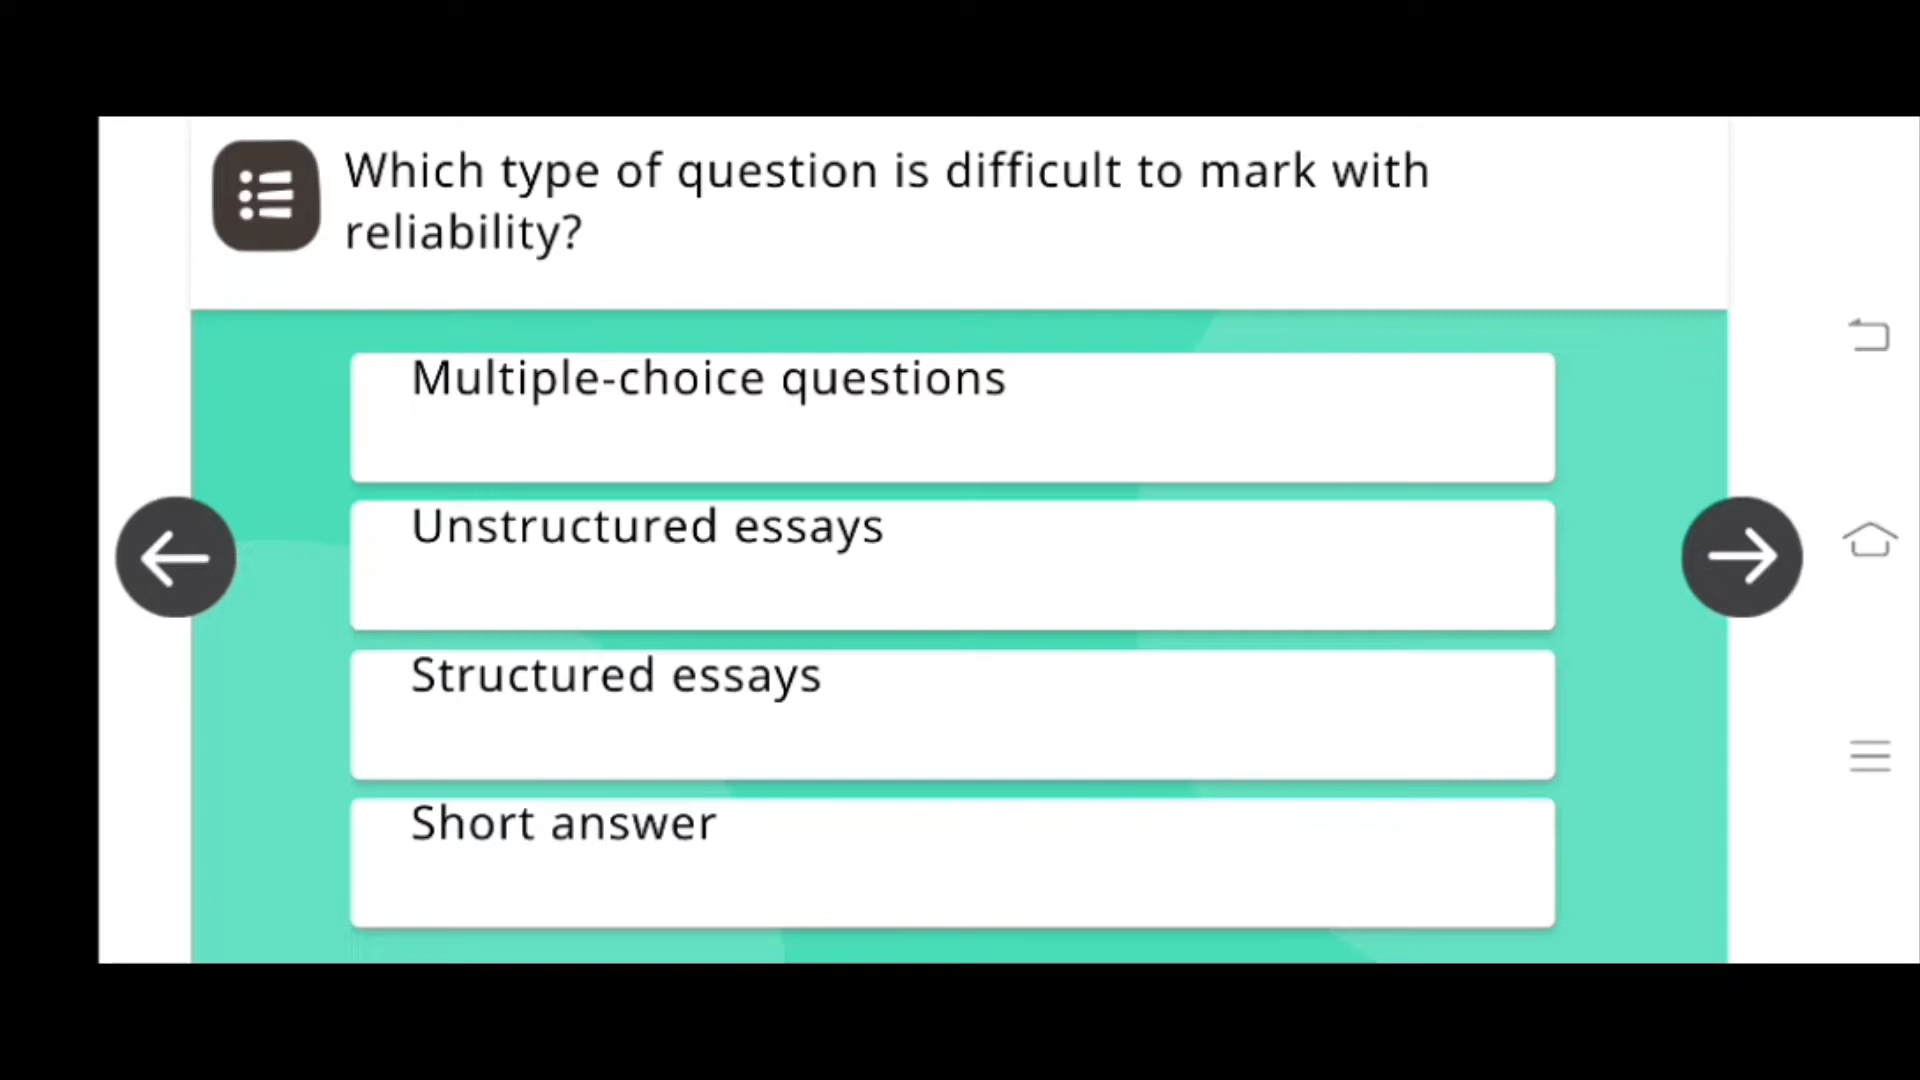 Which type of question is difficult to mark with
reliability?
Multiple-choice questions
Unstructured essays
Structured essays
Short answer